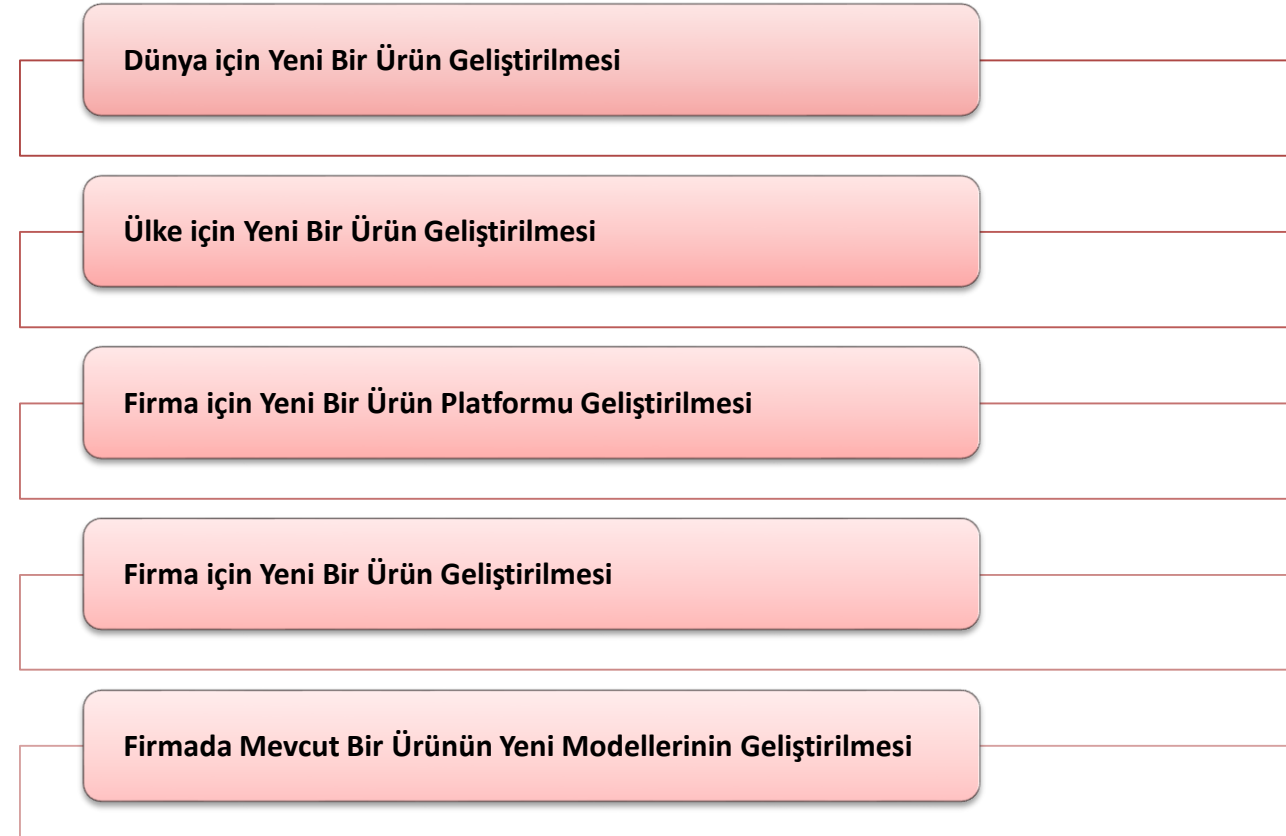 Dünya için Yeni Bir Ürün Geliştirilmesi
Ülke için Yeni Bir Ürün Geliştirilmesi
Firma için Yeni Bir Ürün Platformu Geliştirilmesi
Firma için Yeni Bir Ürün Geliştirilmesi
Firmada Mevcut Bir Ürünün Yeni Modellerinin Geliştirilmesi